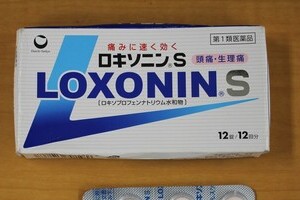 痛みに速く効く
第1類医薬品
ロキソニン®S
頭痛・生理痛
LOXONIN®S
[ロキソプロフェンナトリウム水和物]
12錠/12回分